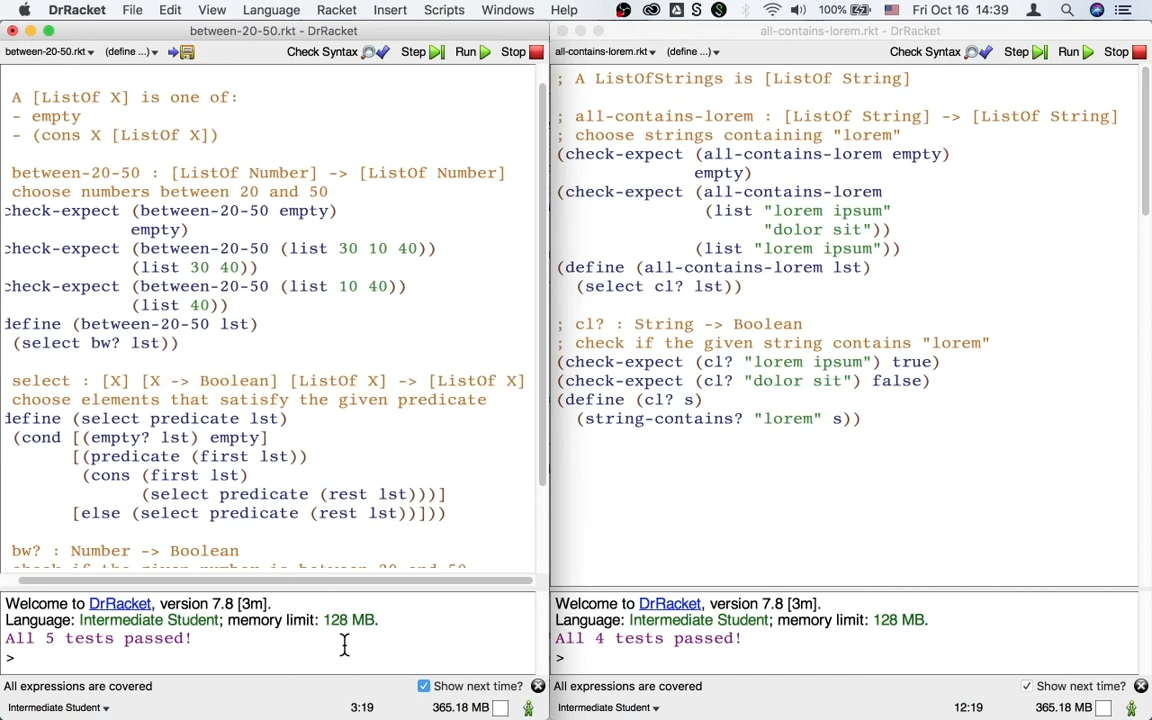 DrRacket File Edit View Language Racket Insert Scripts Windows Help 100% Fri Oct 16 14:39
between-20-50.rkt - DrRacket
between-20-50.rkt (define ...) Check Syntax Step Run Stop
A [ListOf X] is one of:
- empty
- (cons X [ListOf X])
between-20-50 : [ListOf Number] -> [ListOf Number]
choose numbers between 20 and 50
check-expect (between-20-50 empty)
empty)
check-expect (between-20-50 (list 30 10 40))
(list 30 40))
check-expect (between-20-50 (list 10 40))
(list 40))
define (between-20-50 lst)
(select bw? lst))
select : [X] [X -> Boolean] [ListOf X] -> [ListOf X]
choose elements that satisfy the given predicate
define (select predicate lst)
(cond [(empty? lst) empty]
[(predicate (first lst))
(cons (first lst)
(select predicate (rest lst)))]
[else (select predicate (rest lst))]))
bw? : Number -> Boolean
check if the given number is between 20 and 50
Welcome to DrRacket, version 7.8 [3m].
Language: Intermediate Student; memory limit: 128 MB.
All 5 tests passed!
>
All expressions are covered Show next time?
Intermediate Student 3:19 365.18 MB
all-contains-lorem.rkt - DrRacket
all-contains-lorem.rkt (define ...) Check Syntax Step Run Stop
; A ListOfStrings is [ListOf String]
; all-contains-lorem : [ListOf String] -> [ListOf String]
; choose strings containing "lorem"
(check-expect (all-contains-lorem empty)
empty)
(check-expect (all-contains-lorem
(list "lorem ipsum"
"dolor sit"))
(list "lorem ipsum"))
(define (all-contains-lorem lst)
(select cl? lst))
; cl? : String -> Boolean
; check if the given string contains "lorem"
(check-expect (cl? "lorem ipsum") true)
(check-expect (cl? "dolor sit") false)
(define (cl? s)
(string-contains? "lorem" s))
Welcome to DrRacket, version 7.8 [3m].
Language: Intermediate Student; memory limit: 128 MB.
All 4 tests passed!
>
All expressions are covered Show next time?
Intermediate Student 12:19 365.18 MB